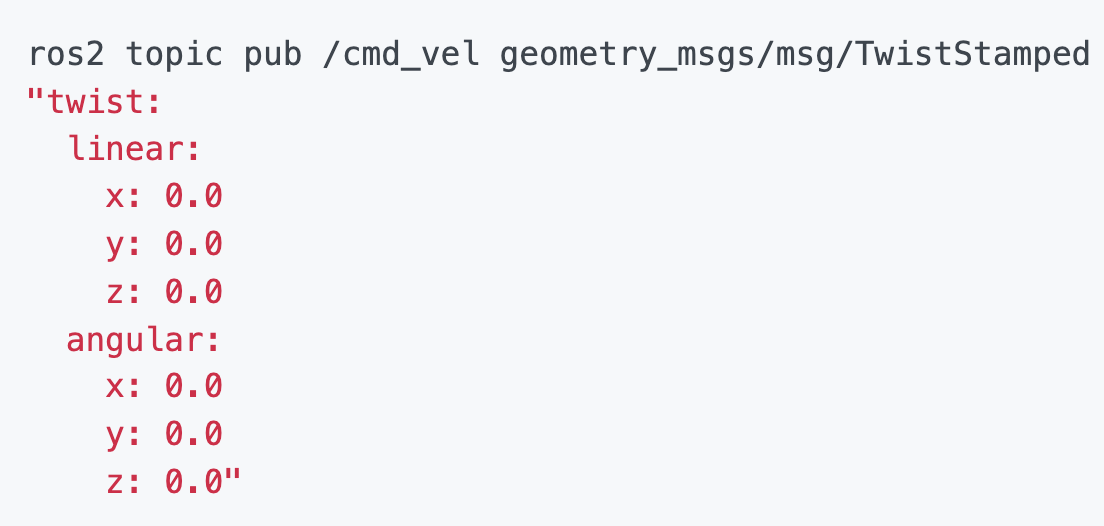 ros2 topic pub /cmd_vel geometry_msgs/msg/TwistStamped
"twist:
  linear:
    x: 0.0
    y: 0.0
    z: 0.0
  angular:
    x: 0.0
    y: 0.0
    z: 0.0"